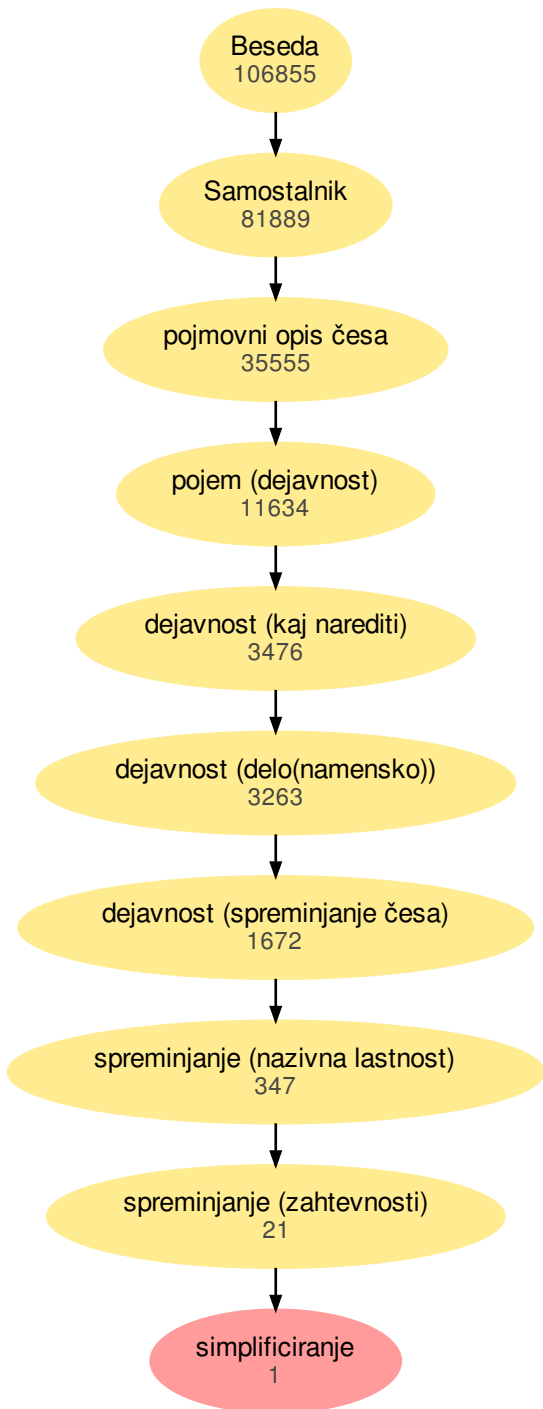 Beseda
106855
Samostalnik
81889
pojmovni opis česa
35555
pojem (dejavnost)
11634
dejavnost (kaj narediti)
3476
dejavnost (delo(namensko))
3263
dejavnost (spreminjanje česa)
1672
spreminjanje (nazivna lastnost)
347
spreminjanje (zahtevnosti)
21
simplificiranje
1